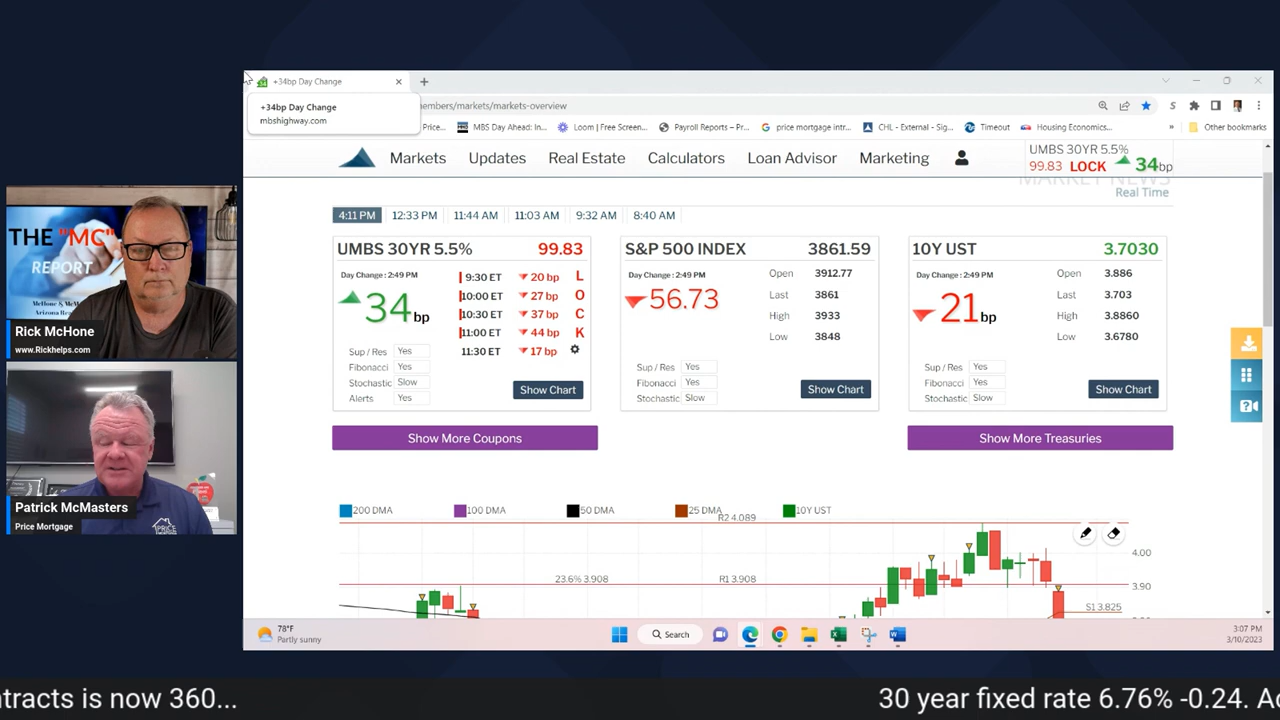 +34bp Day Change
+34bp Day Change
mbshighway.com
embers/markets/markets-overview
Price...
MBS Day Ahead: In...
Loom | Free Screen...
Payroll Reports – Pr...
price mortgage intr...
CHL - External - Sig...
Timeout
Housing Economics...
»
Other bookmarks
Markets Updates Real Estate Calculators Loan Advisor Marketing
UMBS 30YR 5.5%
99.83 LOCK 34bp
MARKET NEWS
Real Time
4:11 PM 12:33 PM 11:44 AM 11:03 AM 9:32 AM 8:40 AM
UMBS 30YR 5.5% 99.83
Day Change : 2:49 PM
34 bp
9:30 ET 20 bp L
10:00 ET 27 bp O
10:30 ET 37 bp C
11:00 ET 44 bp K
11:30 ET 17 bp
Sup / Res Yes
Fibonacci Yes
Stochastic Slow
Alerts Yes
Show Chart
S&P 500 INDEX 3861.59
Day Change : 2:49 PM
56.73
Open 3912.77
Last 3861
High 3933
Low 3848
Sup / Res Yes
Fibonacci Yes
Stochastic Slow
Show Chart
10Y UST 3.7030
Day Change : 2:49 PM
21 bp
Open 3.886
Last 3.703
High 3.8860
Low 3.6780
Sup / Res Yes
Fibonacci Yes
Stochastic Slow
Show Chart
Show More Coupons
Show More Treasuries
200 DMA 100 DMA 50 DMA 25 DMA 10Y UST
R2 4.089
4.00
23.6% 3.908 R1 3.908 3.90
S1 3.825
78°F
Partly sunny
Search
3:07 PM
3/10/2023
THE "MC"
REPORT
Rick McHone
www.Rickhelps.com
PRICE
Patrick McMasters
Price Mortgage
ntracts is now 360...
30 year fixed rate 6.76% -0.24. Ac